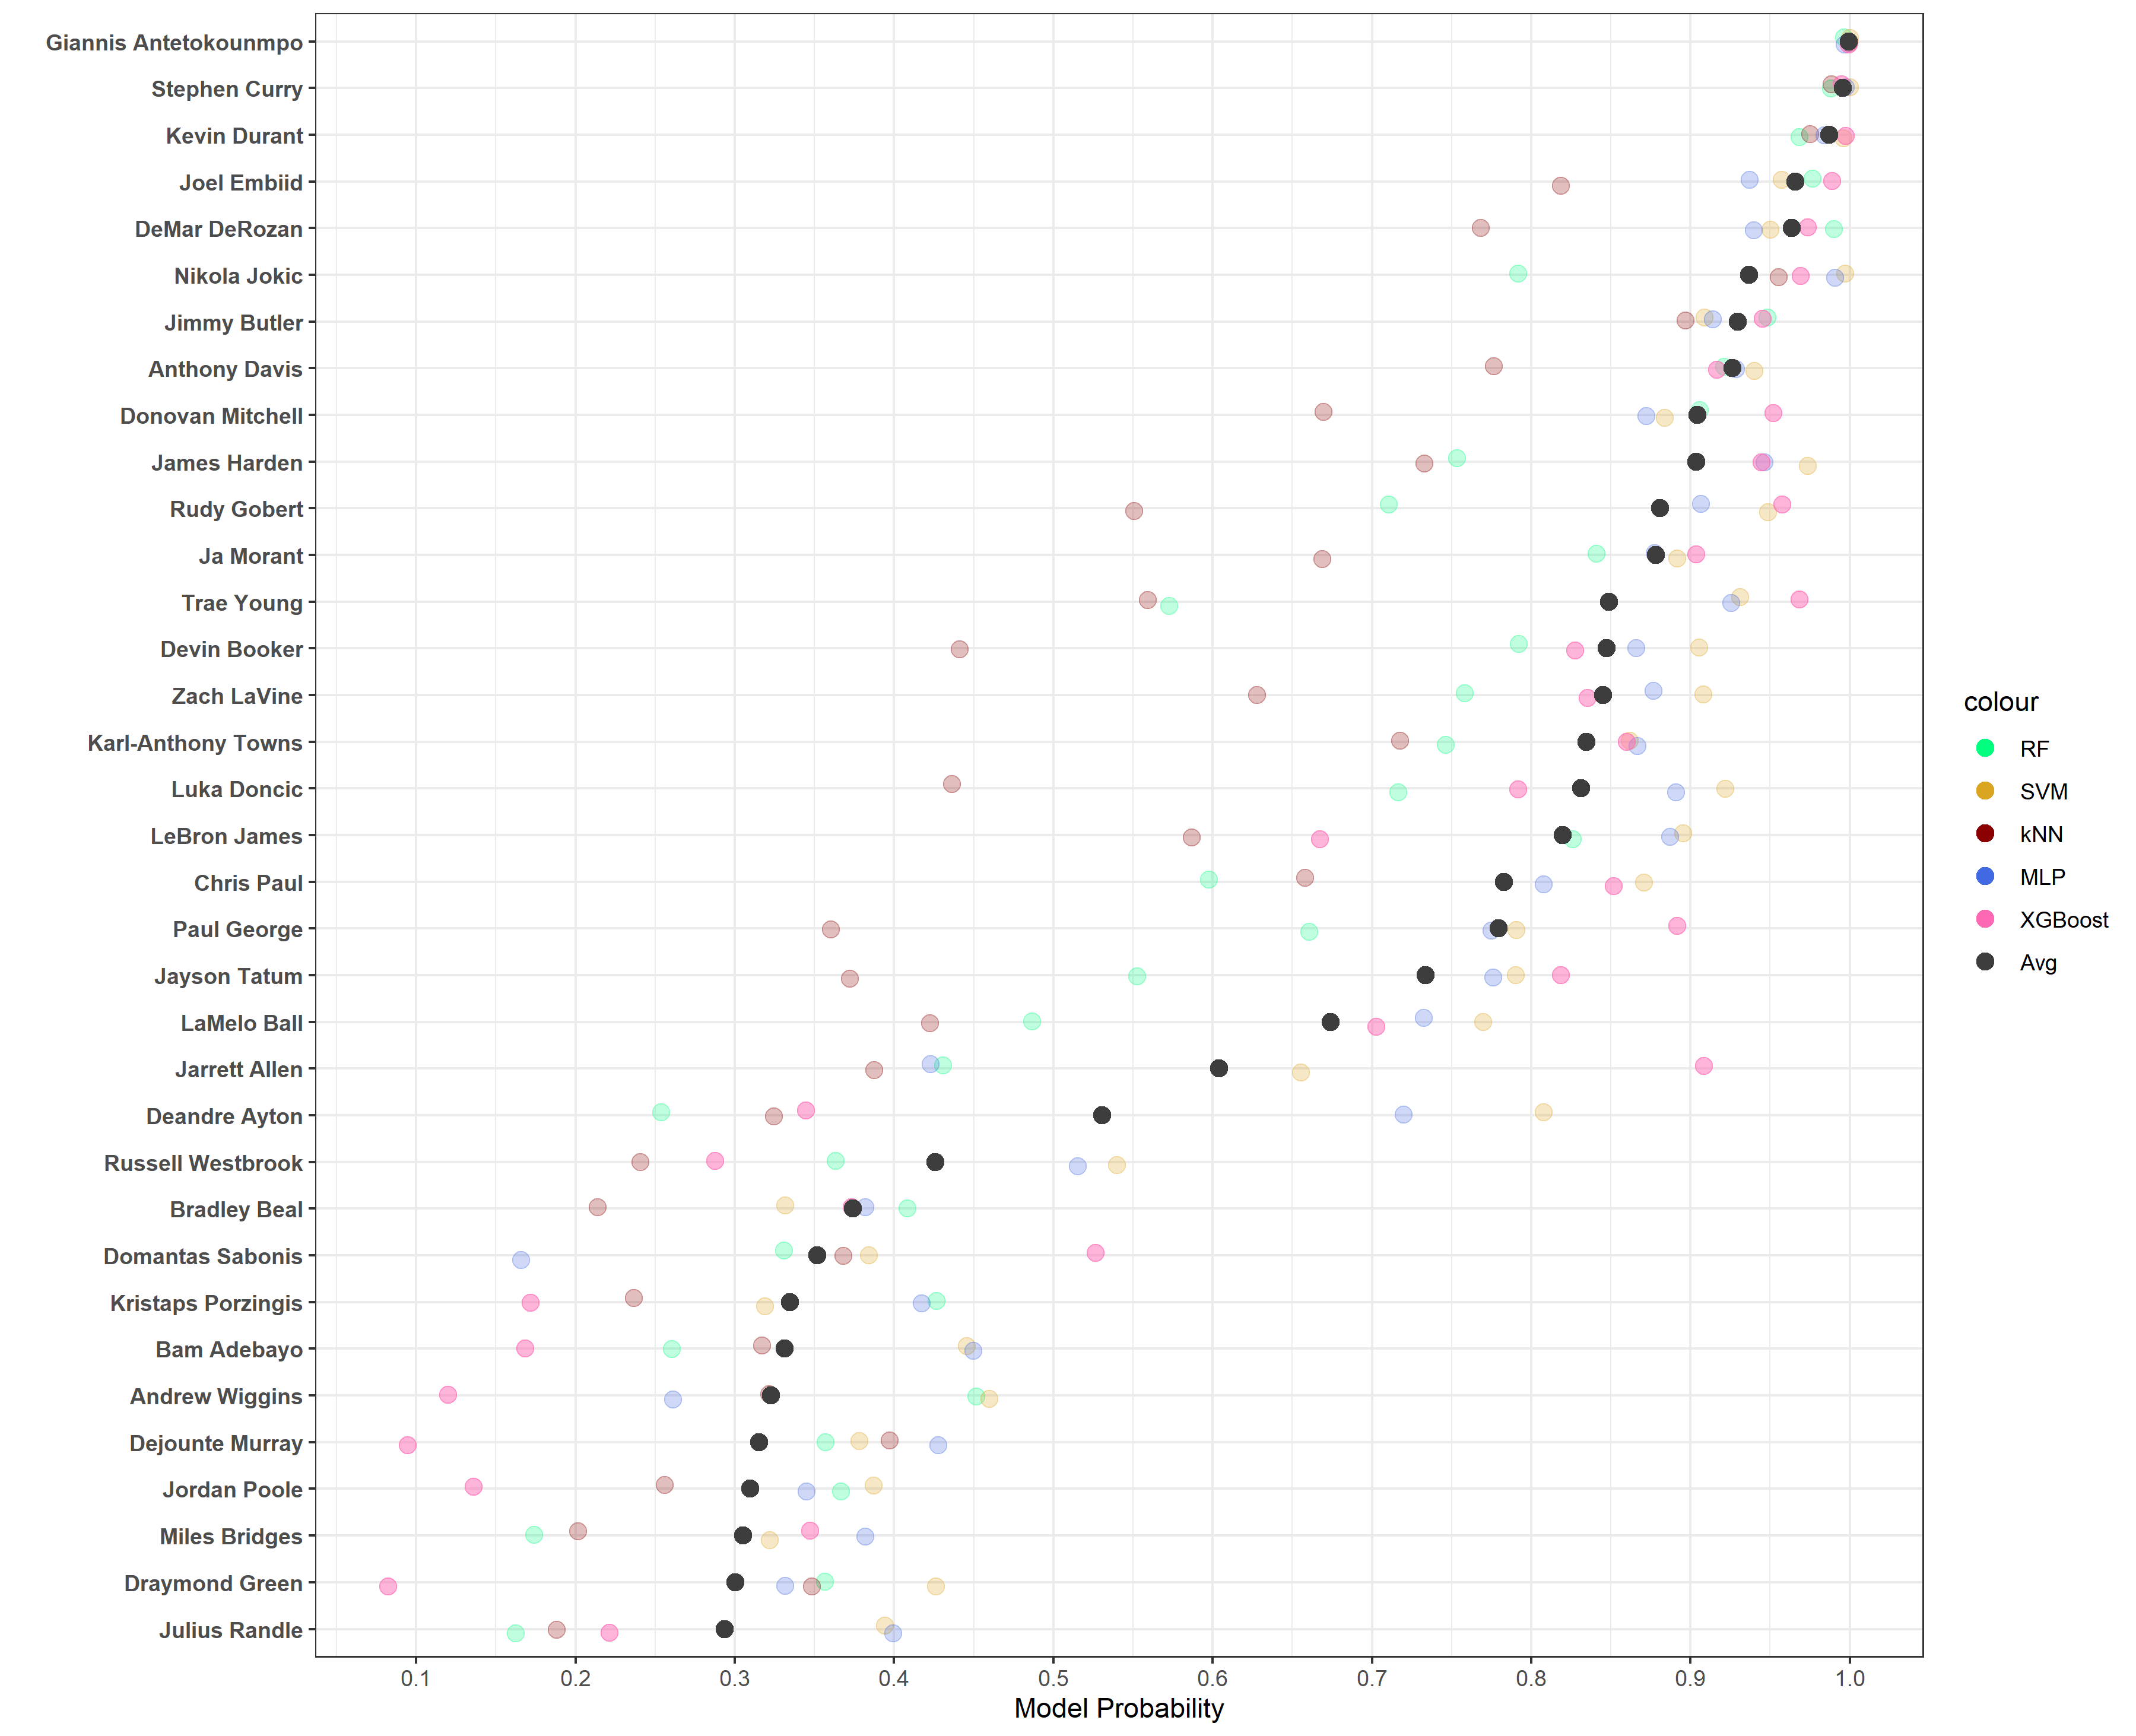 Giannis Antetokounmpo
Stephen Curry
Kevin Durant
Joel Embiid
DeMar DeRozan
Nikola Jokic
Jimmy Butler
Anthony Davis
Donovan Mitchell
James Harden
Rudy Gobert
Ja Morant
Trae Young
Devin Booker
Zach LaVine
Karl-Anthony Towns
Luka Doncic
LeBron James
Chris Paul
Paul George
Jayson Tatum
LaMelo Ball
Jarrett Allen
Deandre Ayton
Russell Westbrook
Bradley Beal
Domantas Sabonis
Kristaps Porzingis
Bam Adebayo
Andrew Wiggins
Dejounte Murray
Jordan Poole
Miles Bridges
Draymond Green
Julius Randle
0.1 0.2 0.3 0.4 0.5 0.6 0.7 0.8 0.9 1.0
Model Probability
colour
RF
SVM
kNN
MLP
XGBoost
Avg